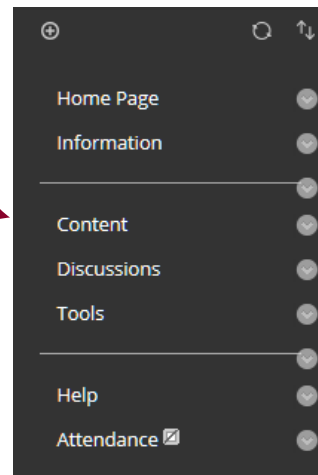 Home Page
Information
Content
Discussions
Tools
Help
Attendance